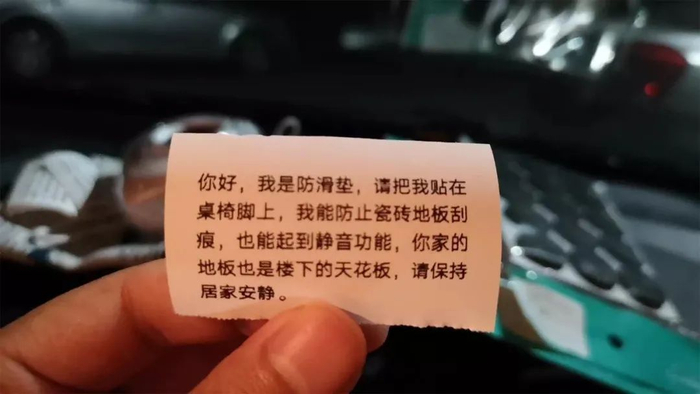 你好，我是防滑垫，请把我贴在
桌椅脚上，我能防止瓷砖地板刮
痕，也能起到静音功能，你家的
地板也是楼下的天花板，请保持
居家安静。